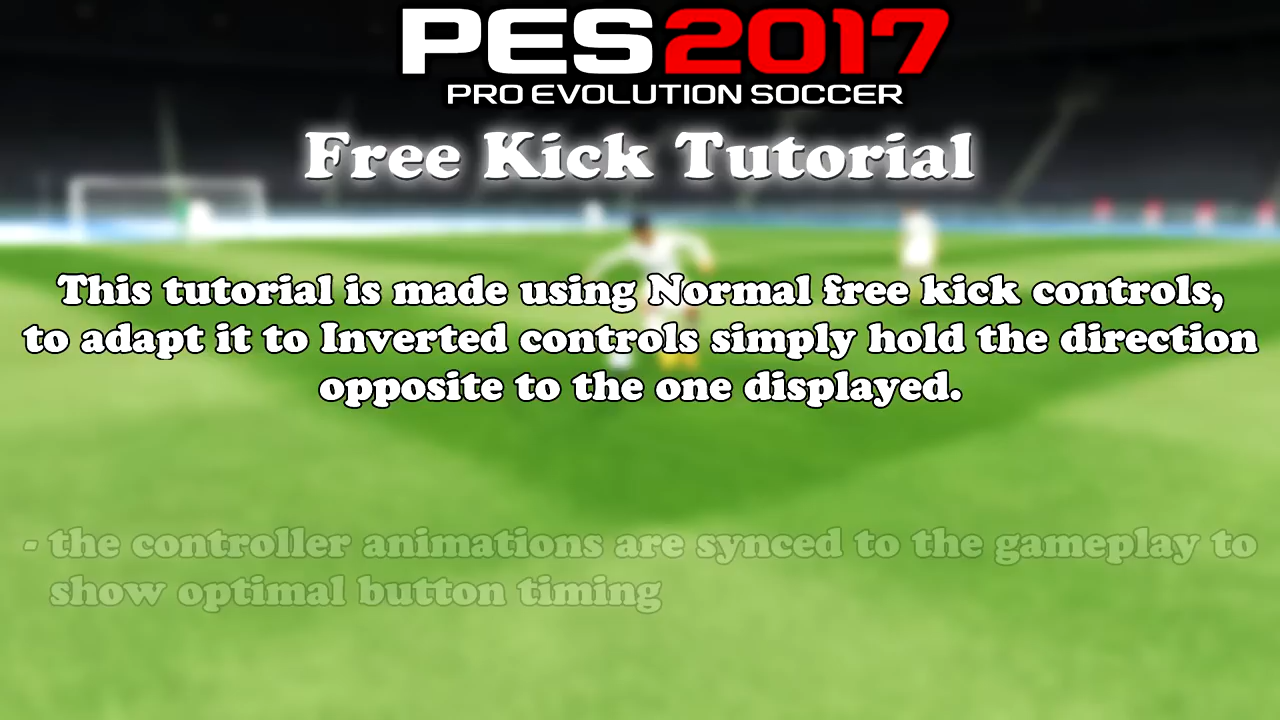 PES2017
PRO EVOLUTION SOCCER
Free Kick Tutorial
This tutorial is made using Normal free kick controls,
to adapt it to Inverted controls simply hold the direction
opposite to the one displayed.
- the controller animations are synced to the gameplay to
show optimal button timing